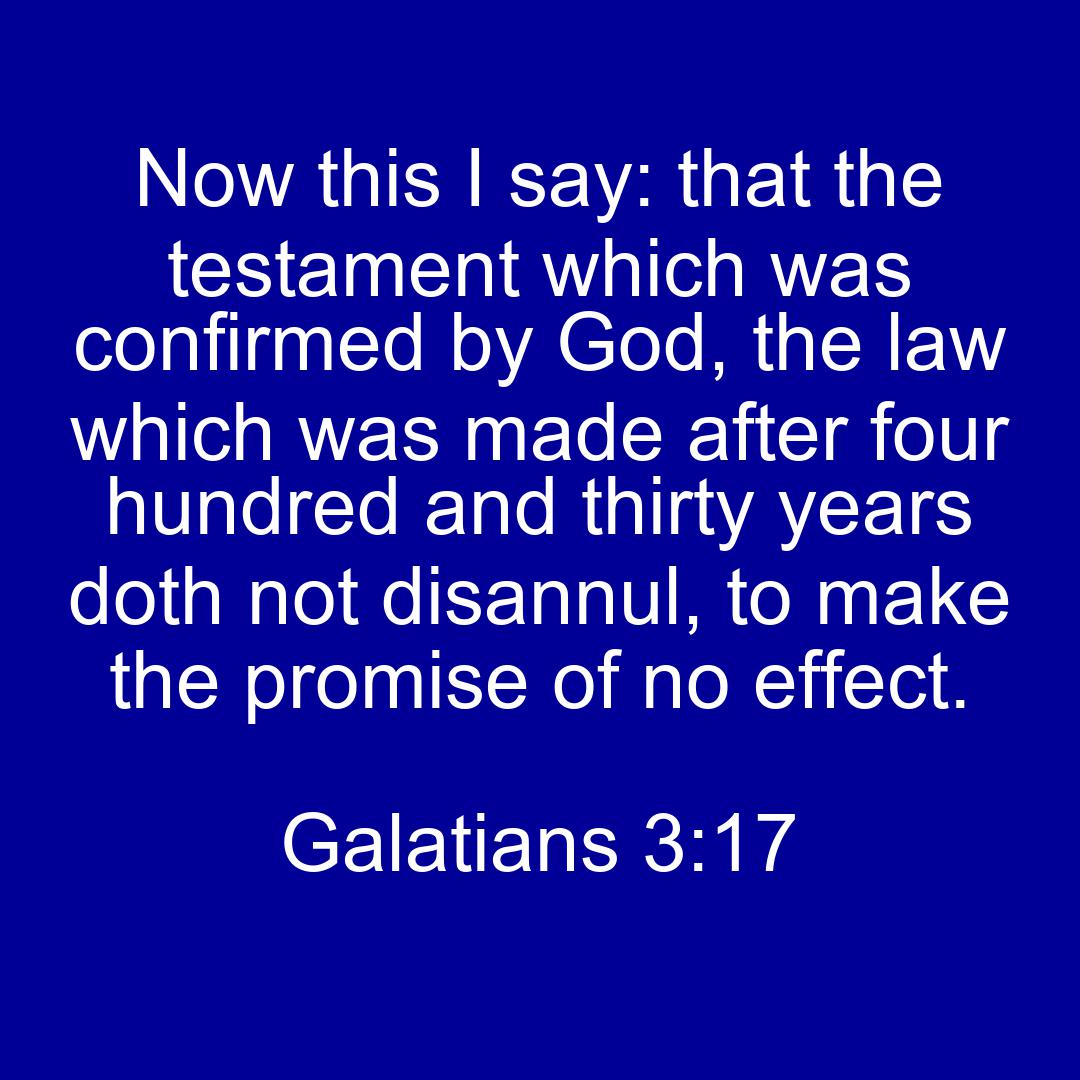 Now this I say: that the
testament which was
confirmed by God, the law
which was made after four
hundred and thirty years
doth not disannul, to make
the promise of no effect.
Galatians 3:17